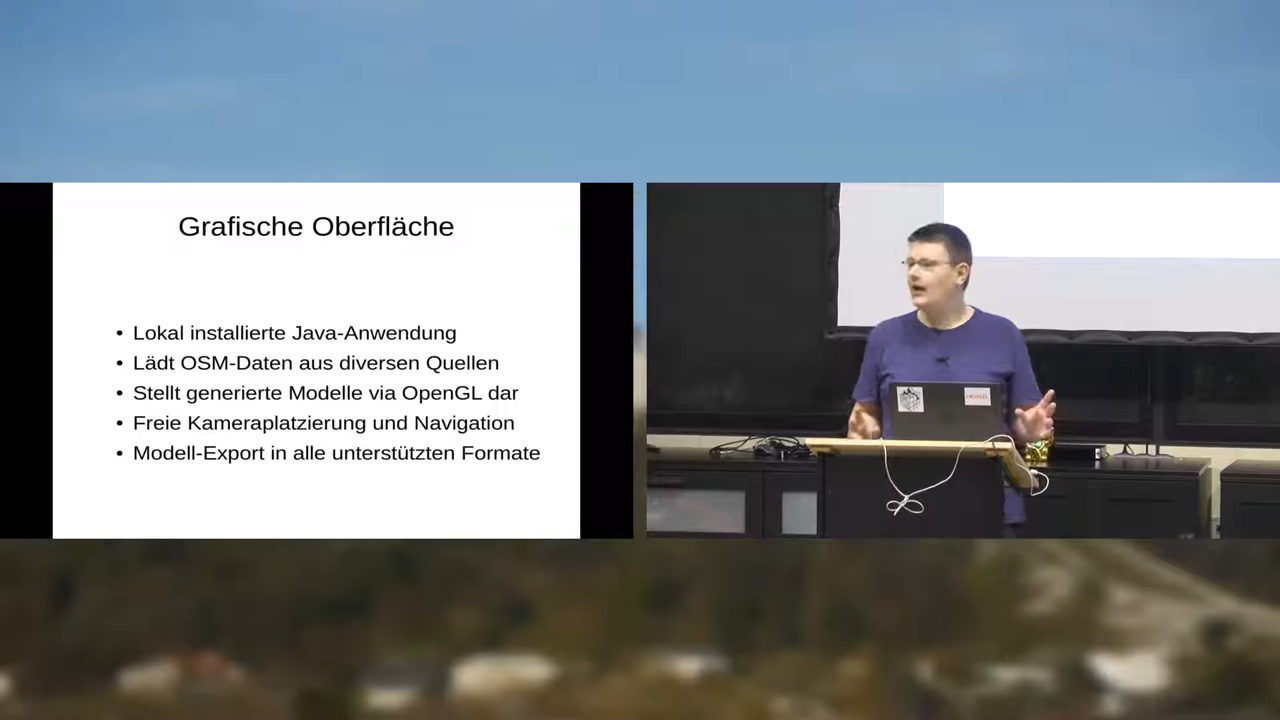 Grafische Oberfläche
• Lokal installierte Java-Anwendung
• Lädt OSM-Daten aus diversen Quellen
• Stellt generierte Modelle via OpenGL dar
• Freie Kameraplatzierung und Navigation
• Modell-Export in alle unterstützten Formate